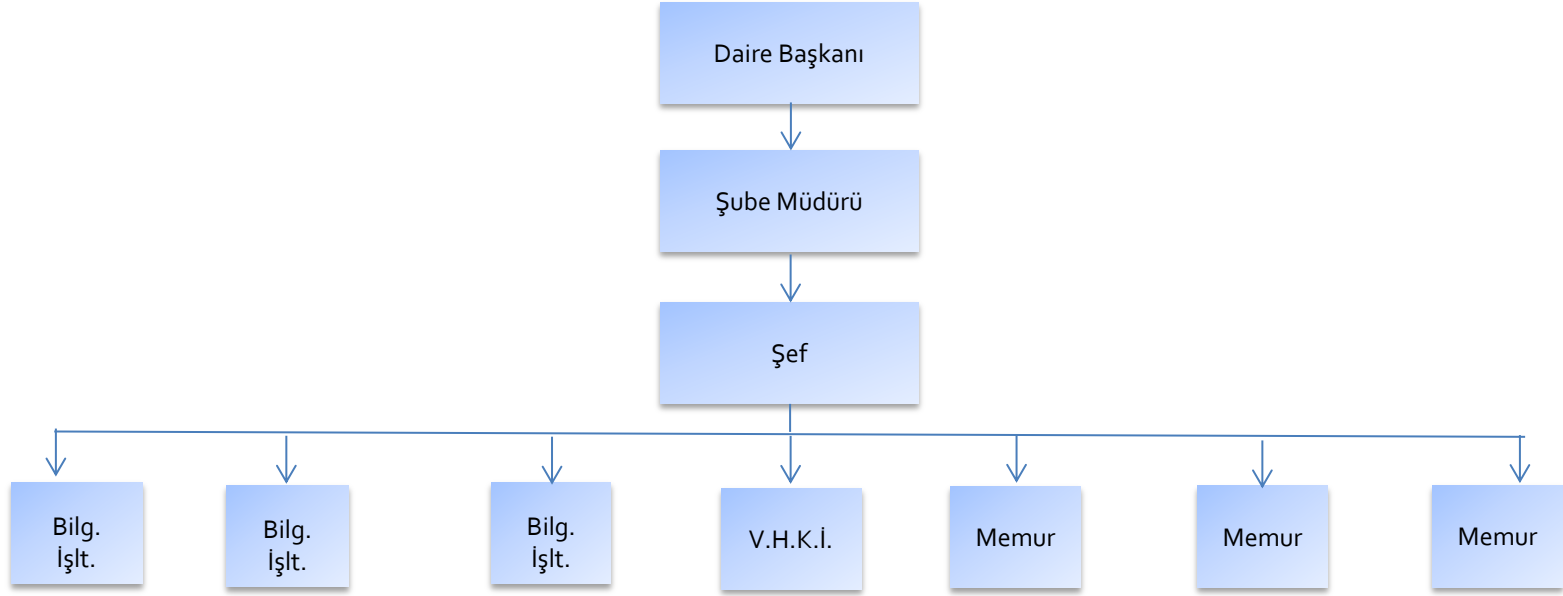 Daire Başkanı
Şube Müdürü
Şef
Bilg.
İşlt.
Bilg.
İşlt.
Bilg.
İşlt.
V.H.K.İ.
Memur
Memur
Memur